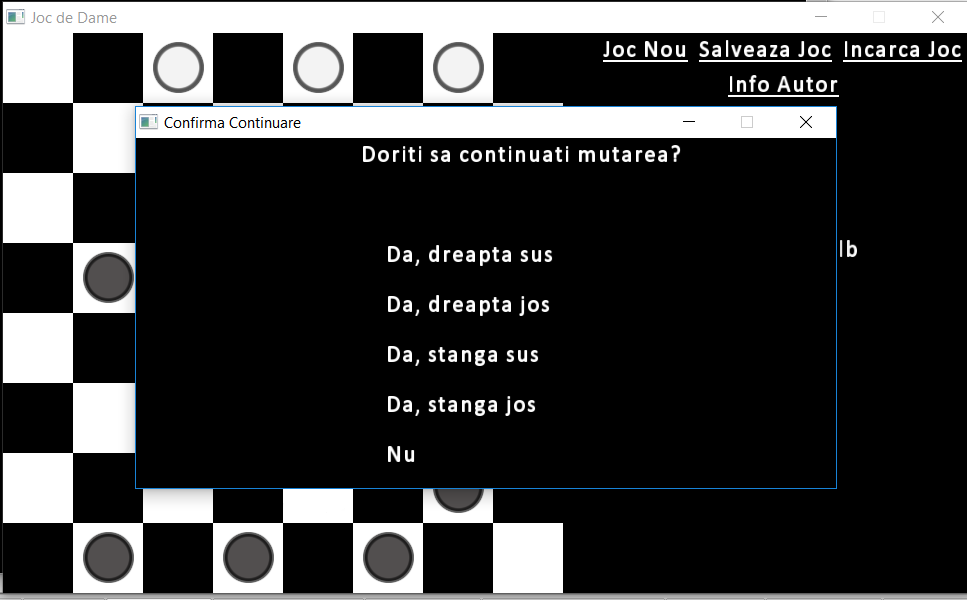 Joc de Dame
Joc Nou Salveaza Joc Incarca Joc
Info Autor
Confirma Continuare
Doriti sa continuati mutarea?
Da, dreapta sus
Da, dreapta jos
Da, stanga sus
Da, stanga jos
Nu